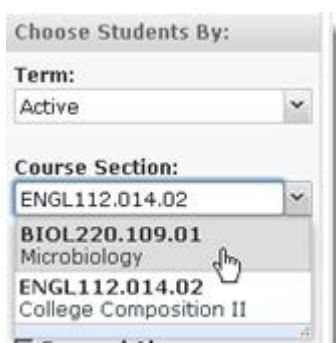 Choose Students By:
Term:
Active
Course Section:
ENGL112.014.02
BIOL220.109.01
Microbiology
ENGL112.014.02
College Composition II